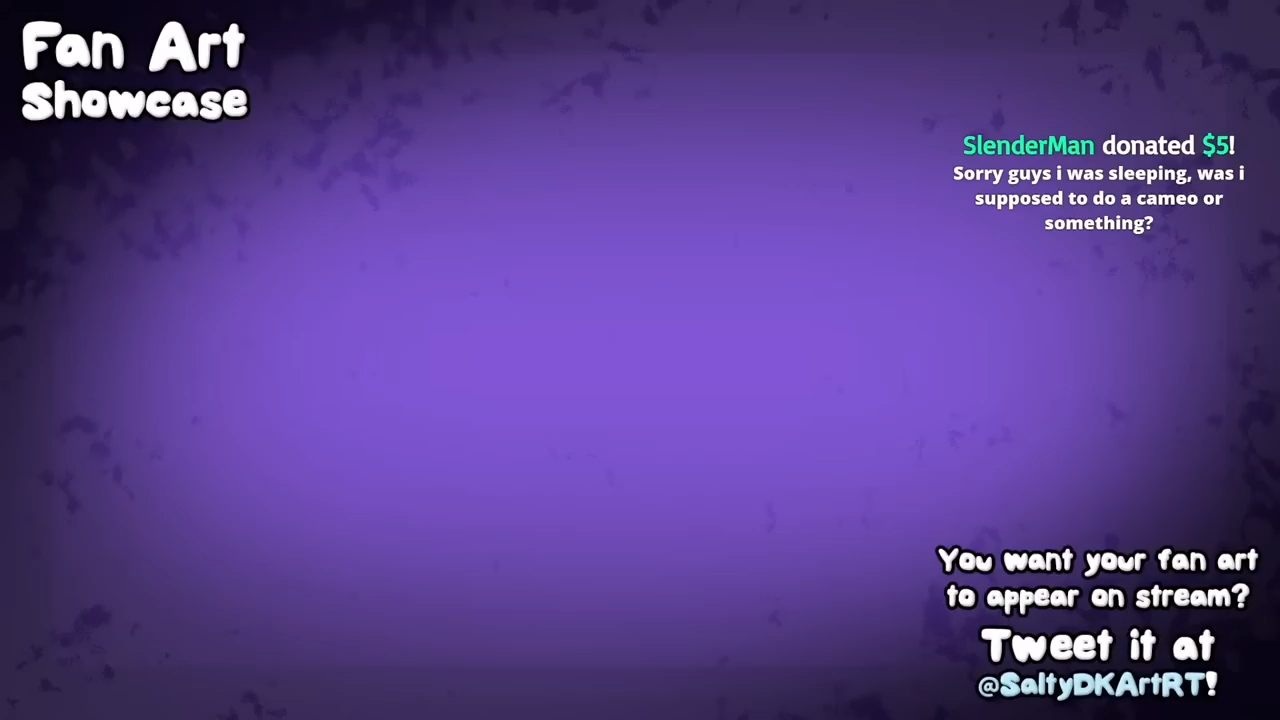 Fan Art
Showcase
SlenderMan donated $5!
Sorry guys i was sleeping, was i
supposed to do a cameo or
something?
You want your fan art
to appear on stream?
Tweet it at
@SaltyDKArtRT!